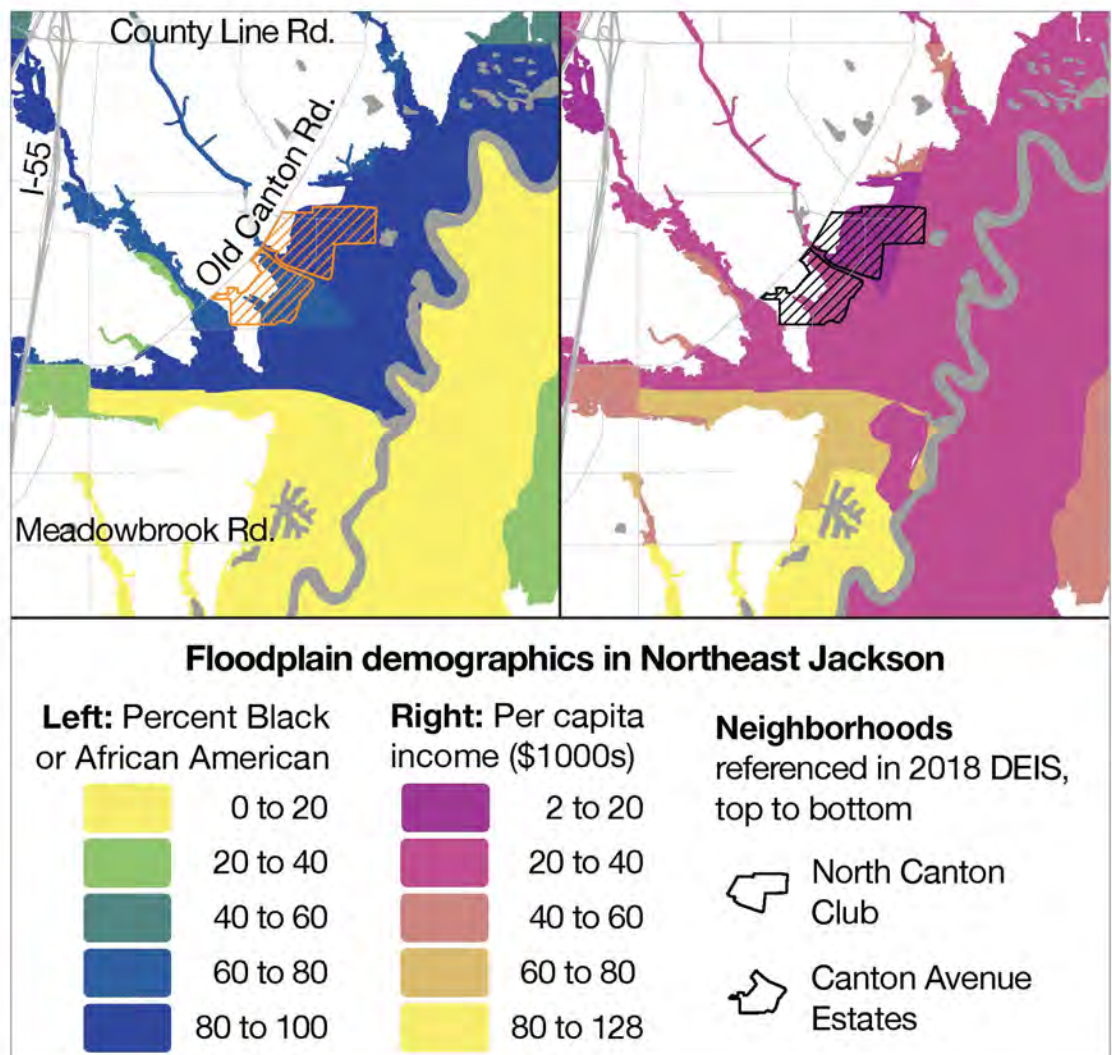 County Line Rd.
I-55
Old Canton Rd.
Meadowbrook Rd.
Floodplain demographics in Northeast Jackson
Left: Percent Black
or African American
0 to 20
20 to 40
40 to 60
60 to 80
80 to 100
Right: Per capita
income ($1000s)
2 to 20
20 to 40
40 to 60
60 to 80
80 to 128
Neighborhoods
referenced in 2018 DEIS,
top to bottom
North Canton
Club
Canton Avenue
Estates